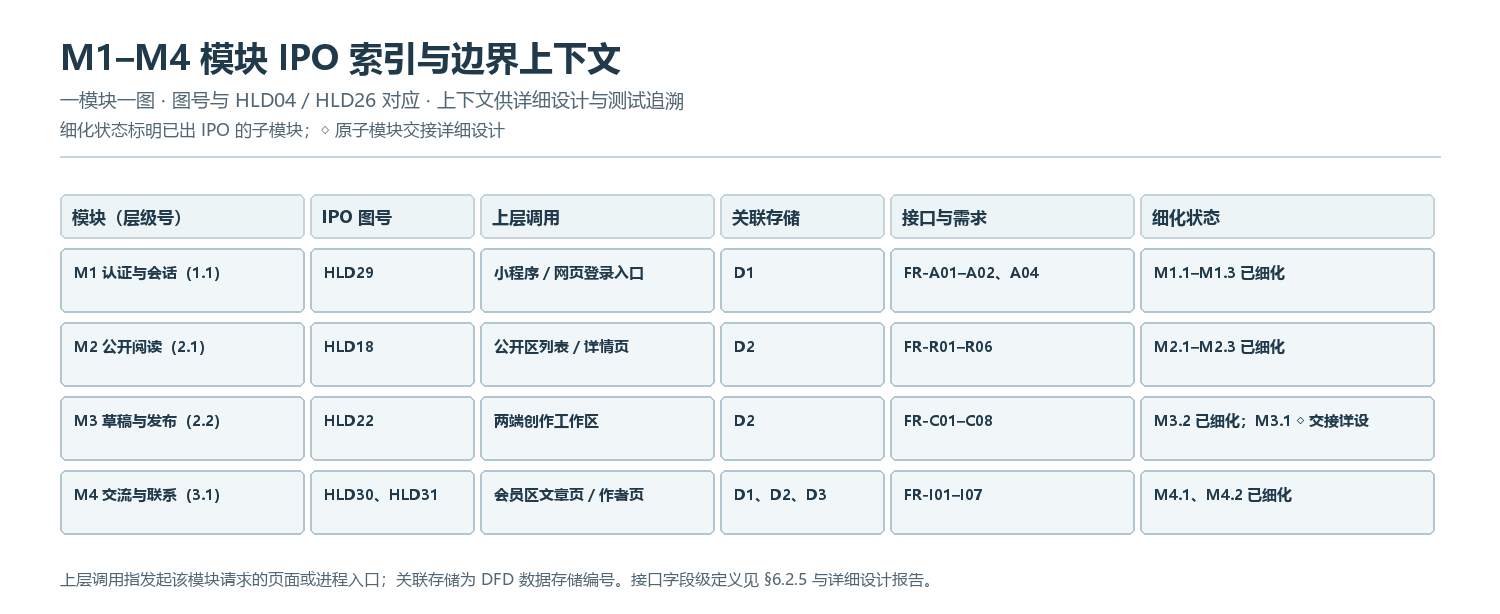 M1–M4 模块 IPO 索引与边界上下文
一模块一图 · 图号与 HLD04 / HLD26 对应 · 上下文供详细设计与测试追溯
细化状态标明已出 IPO 的子模块；◇ 原子模块交接详细设计
模块（层级号） IPO 图号 上层调用 关联存储 接口与需求 细化状态
M1 认证与会话（1.1） HLD29 小程序 / 网页登录入口 D1 FR-A01–A02、A04 M1.1–M1.3 已细化
M2 公开阅读（2.1） HLD18 公开区列表 / 详情页 D2 FR-R01–R06 M2.1–M2.3 已细化
M3 草稿与发布（2.2） HLD22 两端创作工作区 D2 FR-C01–C08 M3.2 已细化；M3.1 ◇ 交接详设
M4 交流与联系（3.1） HLD30、HLD31 会员区文章页 / 作者页 D1、D2、D3 FR-I01–I07 M4.1、M4.2 已细化
上层调用指发起该模块请求的页面或进程入口；关联存储为 DFD 数据存储编号。接口字段级定义见 §6.2.5 与详细设计报告。